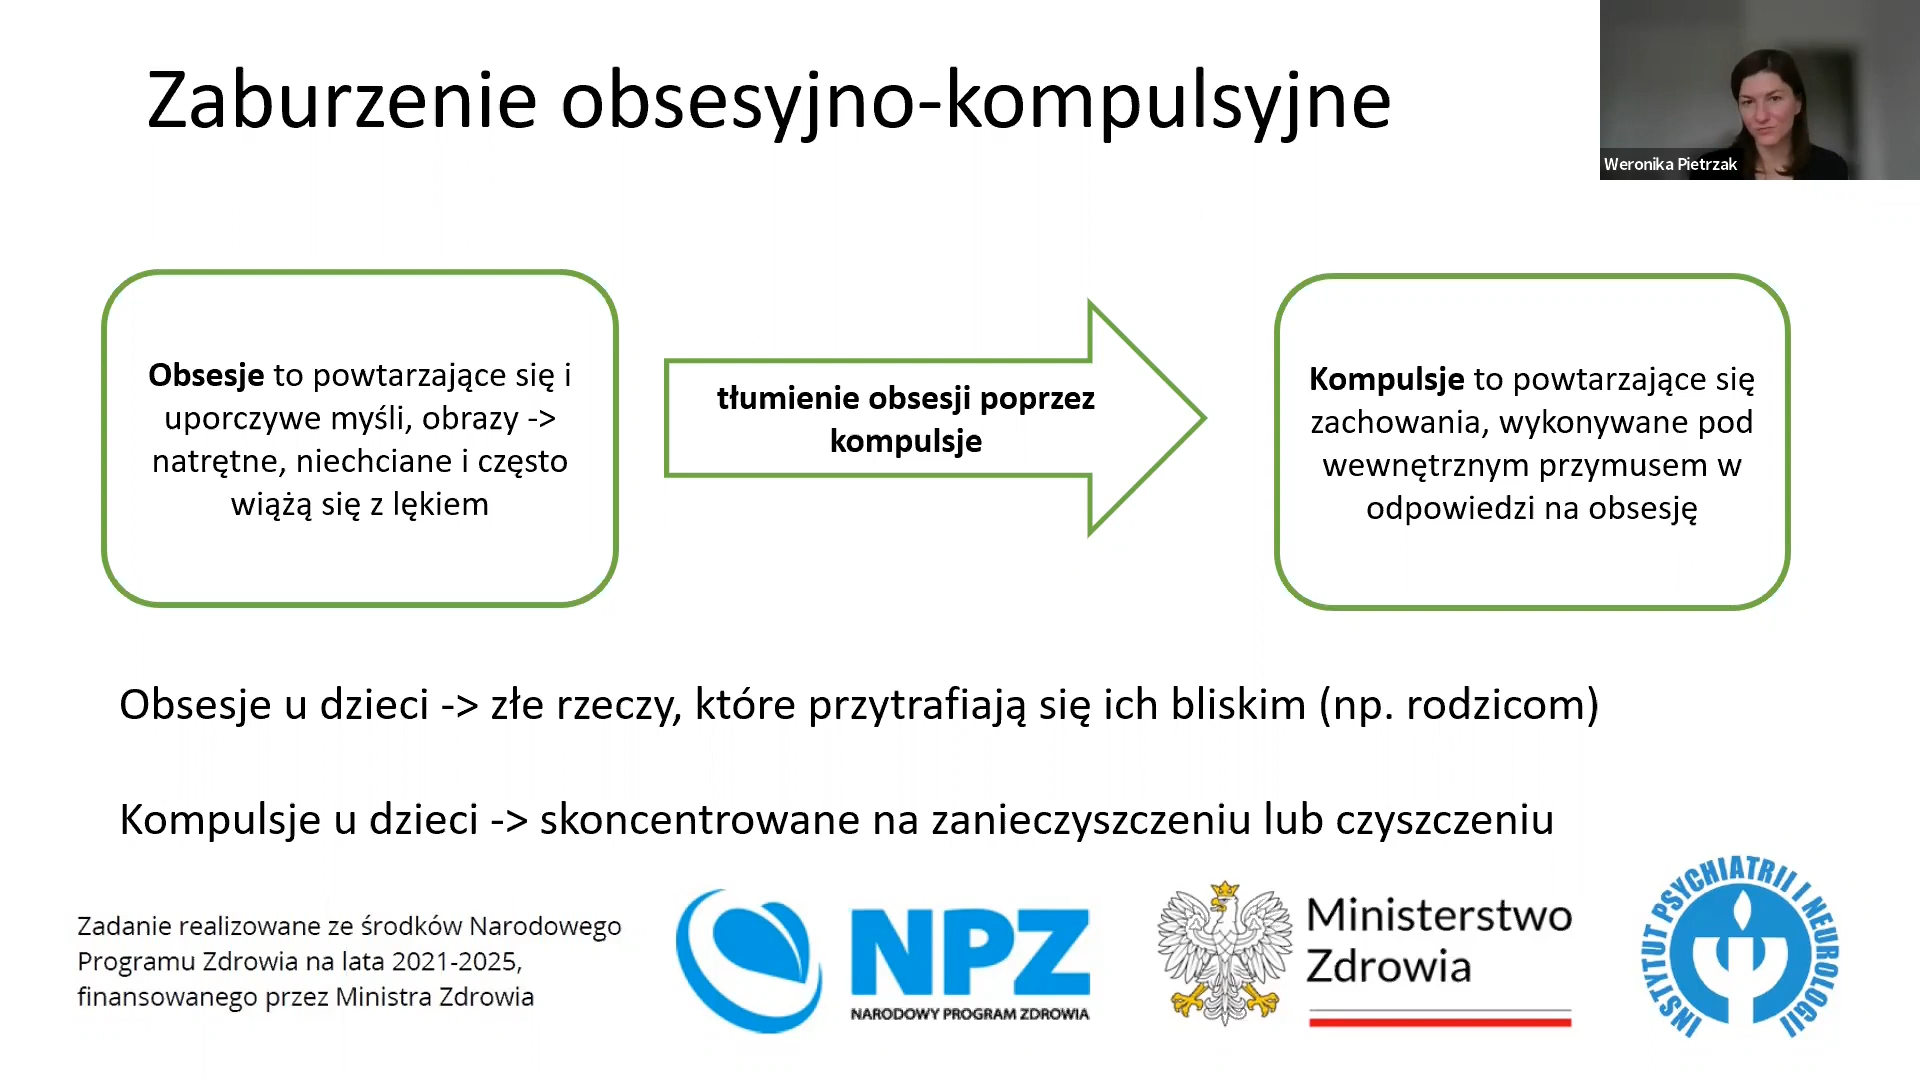 Zaburzenie obsesyjno-kompulsyjne
Weronika Pietrzak
Obsesje to powtarzające się i
uporczywe myśli, obrazy ->
natrętne, niechciane i często
wiążą się z lękiem
tłumienie obsesji poprzez
kompulsje
Kompulsje to powtarzające się
zachowania, wykonywane pod
wewnętrznym przymusem w
odpowiedzi na obsesję
Obsesje u dzieci -> złe rzeczy, które przytrafiają się ich bliskim (np. rodzicom)
Kompulsje u dzieci -> skoncentrowane na zanieczyszczeniu lub czyszczeniu
Zadanie realizowane ze środków Narodowego
Programu Zdrowia na lata 2021-2025,
finansowanego przez Ministra Zdrowia
NPZ
NARODOWY PROGRAM ZDROWIA
Ministerstwo
Zdrowia
INSTYTUT PSYCHIATRII I NEUROLOGII